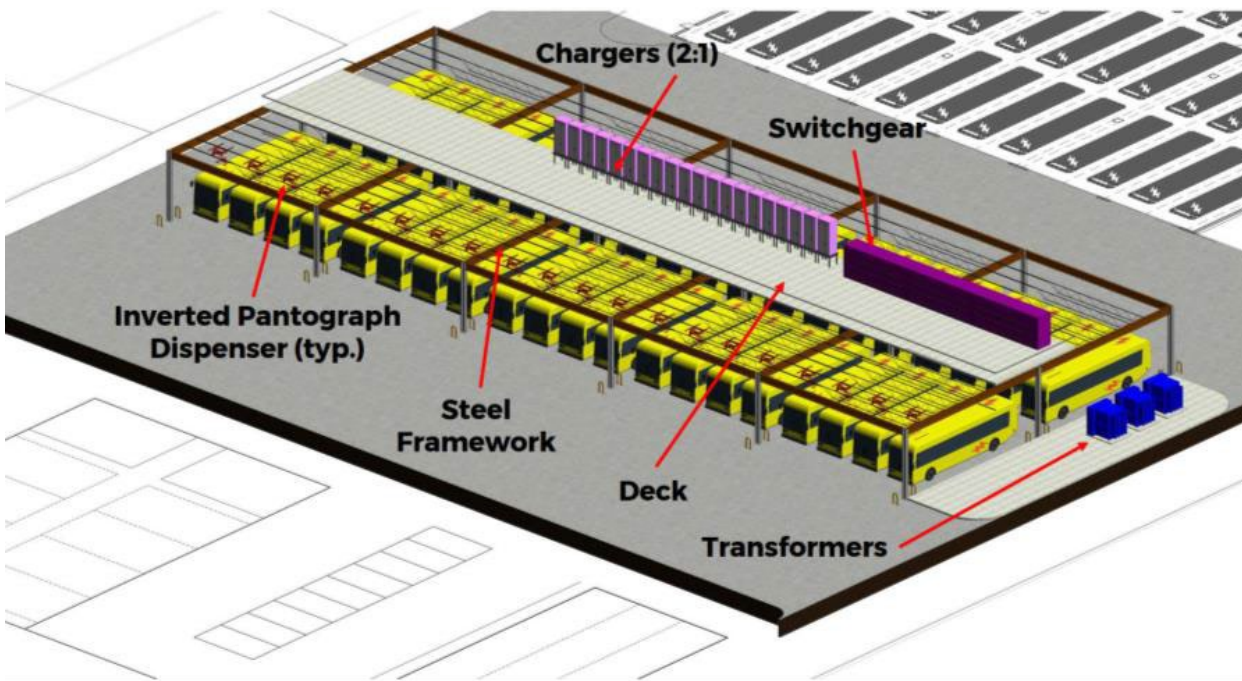 Chargers (2:1)
Switchgear
Inverted Pantograph
Dispenser (typ.)
Steel
Framework
Deck
Transformers